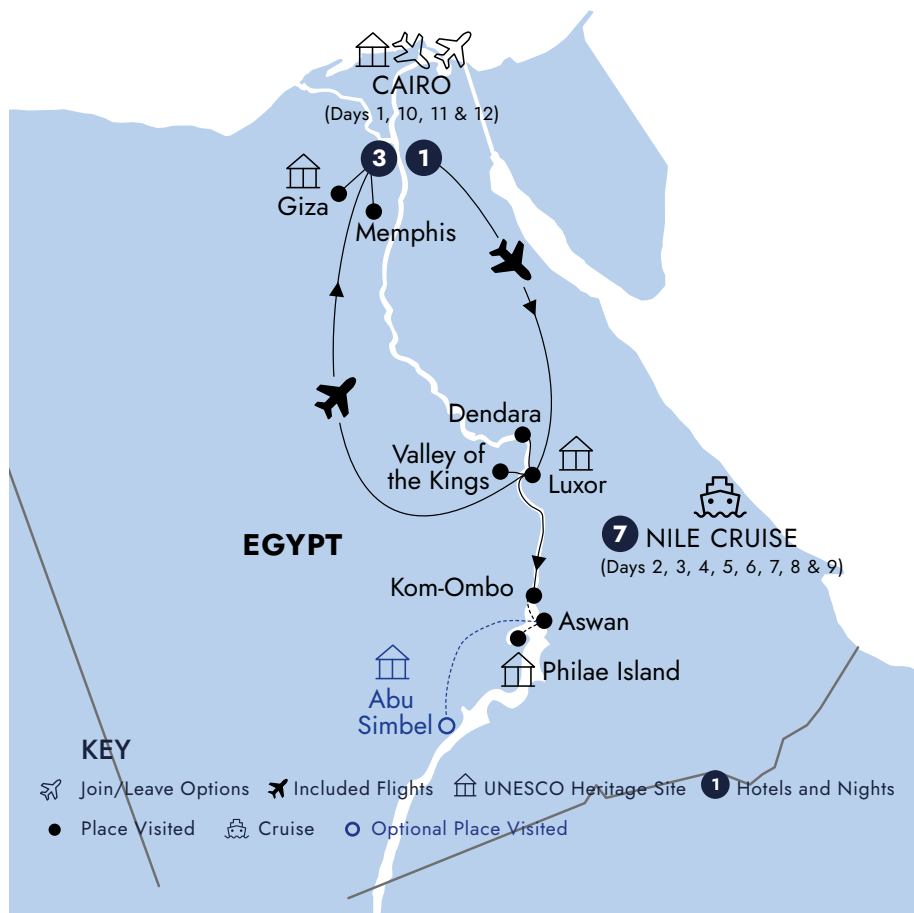 CAIRO
(Days 1, 10, 11 & 12)
3
1
Giza
Memphis
Dendara
Valley of
the Kings
Luxor
EGYPT
7
NILE CRUISE
(Days 2, 3, 4, 5, 6, 7, 8 & 9)
Kom-Ombo
Aswan
Philae Island
Abu
Simbel
KEY
Join/Leave Options
Included Flights
UNESCO Heritage Site
1
Hotels and Nights
Place Visited
Cruise
Optional Place Visited